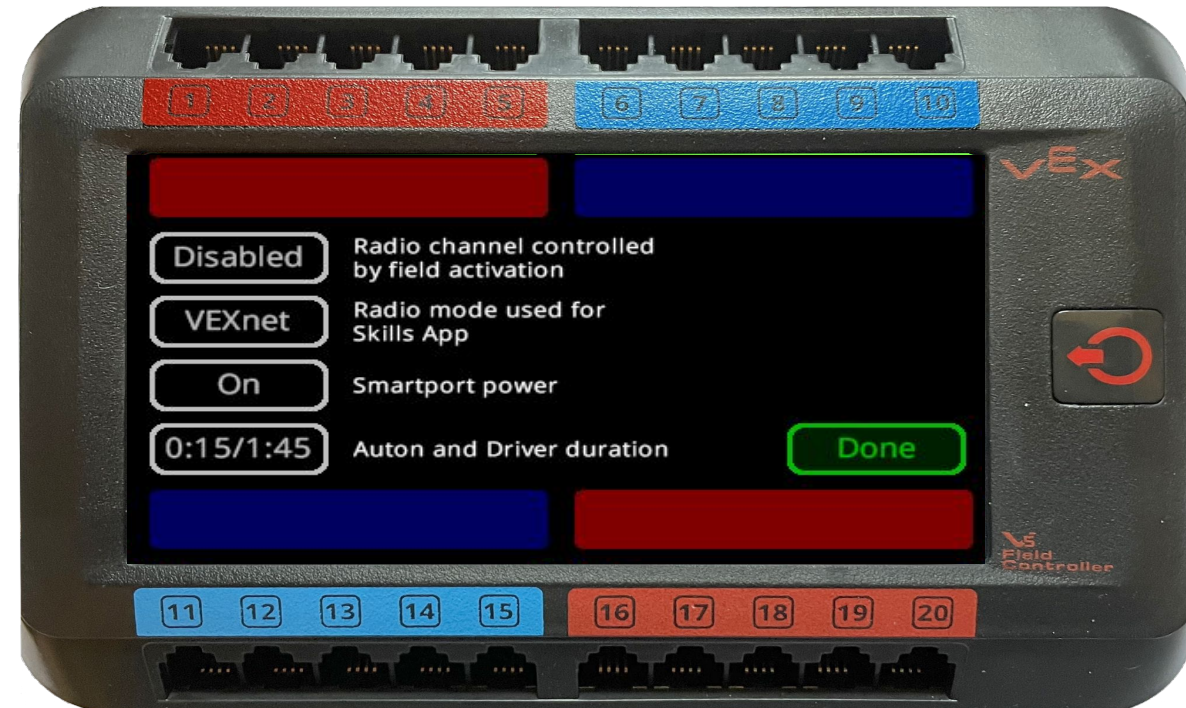 1 2 3 4 5 6 7 8 9 10
VEX
Disabled Radio channel controlled
by field activation
VEXnet Radio mode used for
Skills App
On Smartport power
0:15/1:45 Auton and Driver duration Done
V5
Field
Controller
11 12 13 14 15 16 17 18 19 20